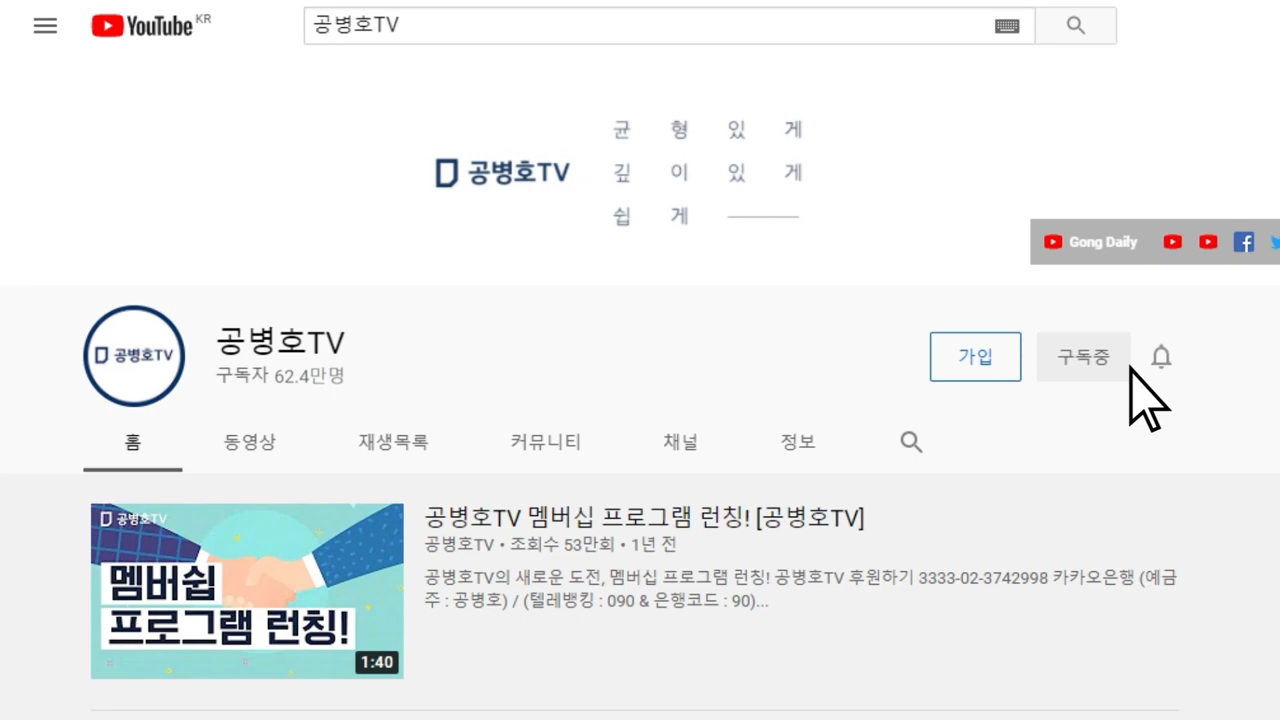 YouTube KR
공병호TV
균 형 있 게
공병호TV
깊 이 있 게
쉽 게
Gong Daily
공병호TV
공병호TV
구독자 62.4만명
가입
구독중
홈 동영상 재생목록 커뮤니티 채널 정보
공병호TV
멤버쉽
프로그램 런칭!
1:40
공병호TV 멤버십 프로그램 런칭! [공병호TV]
공병호TV • 조회수 53만회 • 1년 전
공병호TV의 새로운 도전, 멤버십 프로그램 런칭! 공병호TV 후원하기 3333-02-3742998 카카오은행 (예금
주 : 공병호) / (텔레뱅킹 : 090 & 은행코드 : 90)...